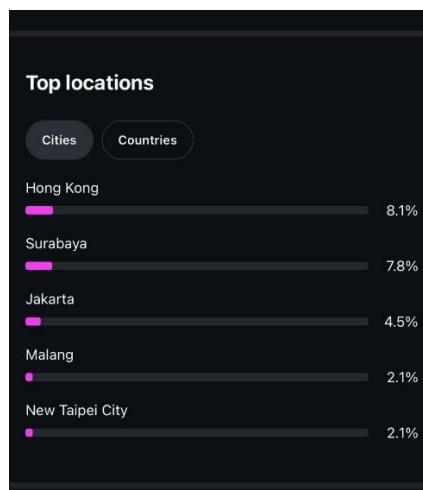 Top locations
Cities Countries
Hong Kong
8.1%
Surabaya
7.8%
Jakarta
4.5%
Malang
2.1%
New Taipei City
2.1%